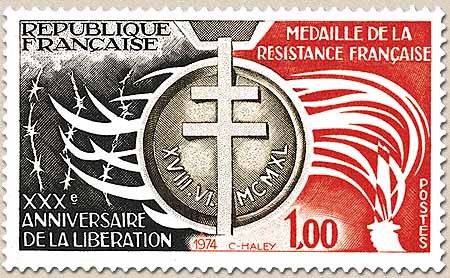 REPUBLIQUE
FRANÇAISE
MEDAILLE DE LA
RESISTANCE FRANÇAISE
XVIII.VI. MCMXL
XXXe
ANNIVERSAIRE
DE LA LIBERATION
1974 C-HALEY
1,00
POSTES